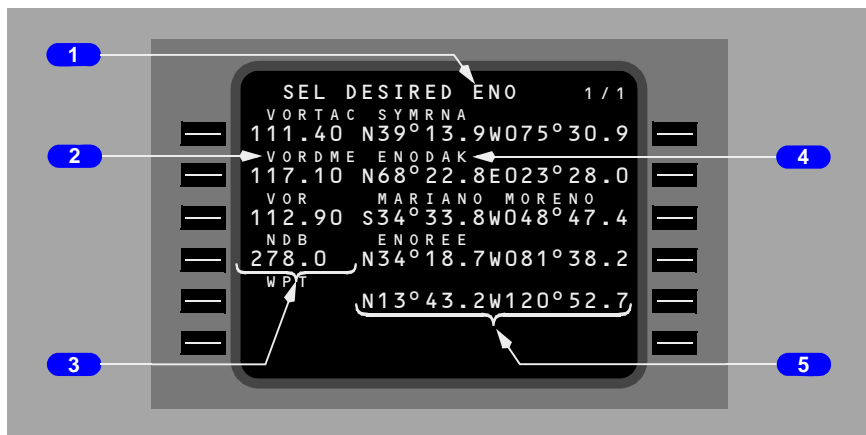 1
SEL DESIRED ENO 1/1
VORTAC SYMRNA
111.40 N39°13.9W075°30.9
2 VORDME ENODAK 4
117.10 N68°22.8E023°28.0
VOR MARIANO MORENO
112.90 S34°33.8W048°47.4
NDB ENOREE
278.0 N34°18.7W081°38.2
WPT
N13°43.2W120°52.7
3 5